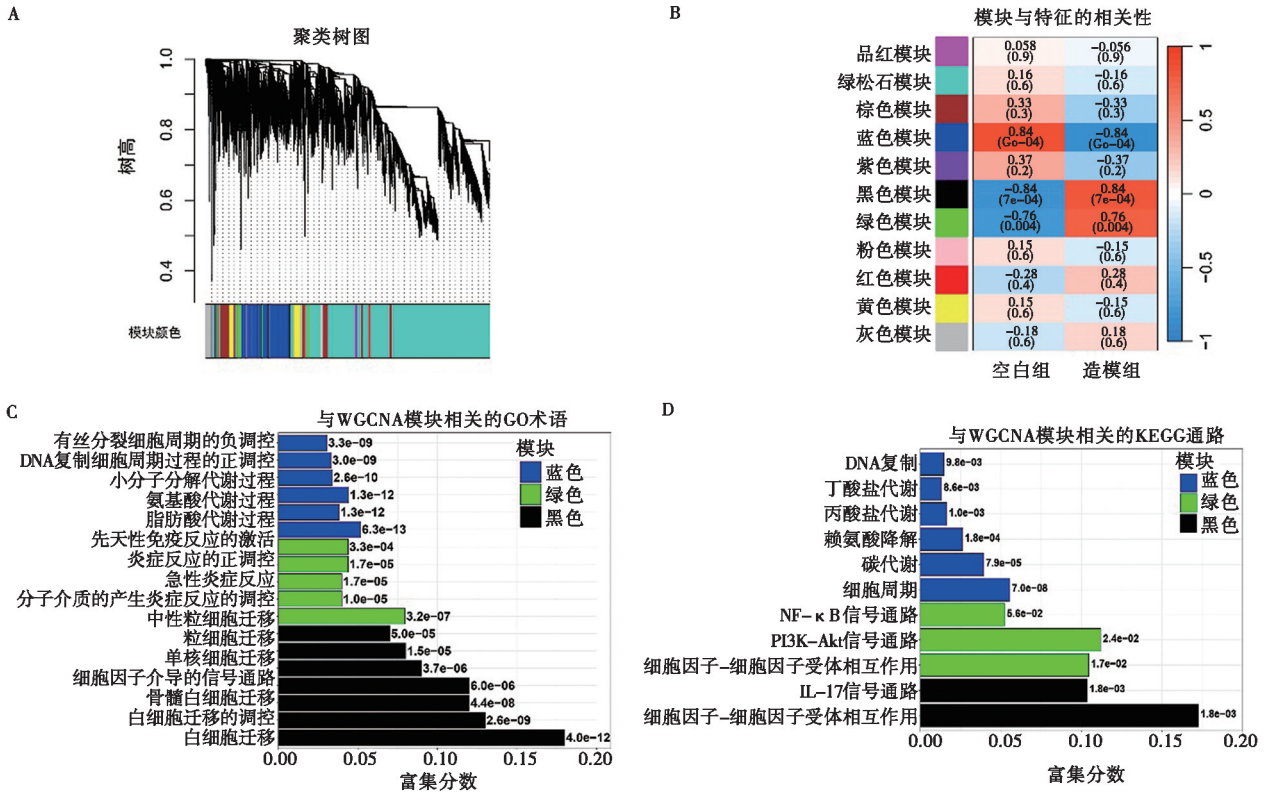 A
聚类树图
树高
1.0
0.8
0.6
0.4
模块颜色
B
模块与特征的相关性
品红模块
0.058
(0.9)
−0.056
(0.9)
绿松石模块
0.16
(0.6)
−0.16
(0.6)
棕色模块
0.33
(0.3)
−0.33
(0.3)
蓝色模块
0.84
(Go−04)
−0.84
(Go−04)
紫色模块
0.37
(0.2)
−0.37
(0.2)
黑色模块
−0.84
(7e−04)
0.84
(7e−04)
绿色模块
−0.76
(0.004)
0.76
(0.004)
粉色模块
0.15
(0.6)
−0.15
(0.6)
红色模块
−0.28
(0.4)
0.28
(0.4)
黄色模块
0.15
(0.6)
−0.15
(0.6)
灰色模块
−0.18
(0.6)
0.18
(0.6)
空白组
造模组
1
0.5
0
−0.5
−1
C
与WGCNA模块相关的GO术语
有丝分裂细胞周期的负调控
3.3e−09
DNA复制细胞周期过程的正调控
3.0e−09
小分子分解代谢过程
2.6e−10
氨基酸代谢过程
1.3e−12
脂肪酸代谢过程
1.3e−12
先天性免疫反应的激活
6.3e−13
炎症反应的正调控
3.3e−04
急性炎症反应
1.7e−05
分子介质的产生炎症反应的调控
1.7e−05
中性粒细胞迁移
1.0e−05
粒细胞迁移
3.2e−07
单核细胞迁移
5.0e−05
细胞因子介导的信号通路
1.5e−05
骨髓白细胞迁移
3.7e−06
白细胞迁移的调控
6.0e−06
白细胞迁移
4.4e−08
2.6e−09
4.0e−12
模块
蓝色
绿色
黑色
0.00
0.05
0.10
0.15
0.20
富集分数
D
与WGCNA模块相关的KEGG通路
DNA复制
9.8e−03
丁酸盐代谢
8.6e−03
丙酸盐代谢
1.0e−03
赖氨酸降解
1.8e−04
碳代谢
7.9e−05
细胞周期
7.0e−08
NF−κB信号通路
5.6e−02
PI3K−Akt信号通路
2.4e−02
细胞因子−细胞因子受体相互作用
1.7e−02
IL−17信号通路
1.8e−03
细胞因子−细胞因子受体相互作用
1.8e−03
模块
蓝色
绿色
黑色
0.00
0.05
0.10
0.15
0.20
富集分数